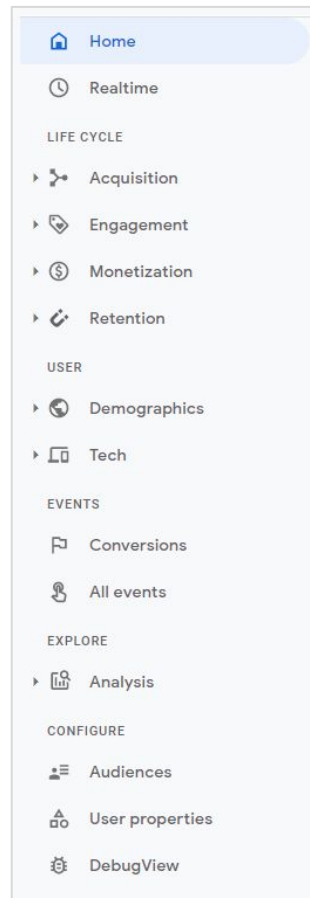 Home
Realtime
LIFE CYCLE
Acquisition
Engagement
Monetization
Retention
USER
Demographics
Tech
EVENTS
Conversions
All events
EXPLORE
Analysis
CONFIGURE
Audiences
User properties
DebugView